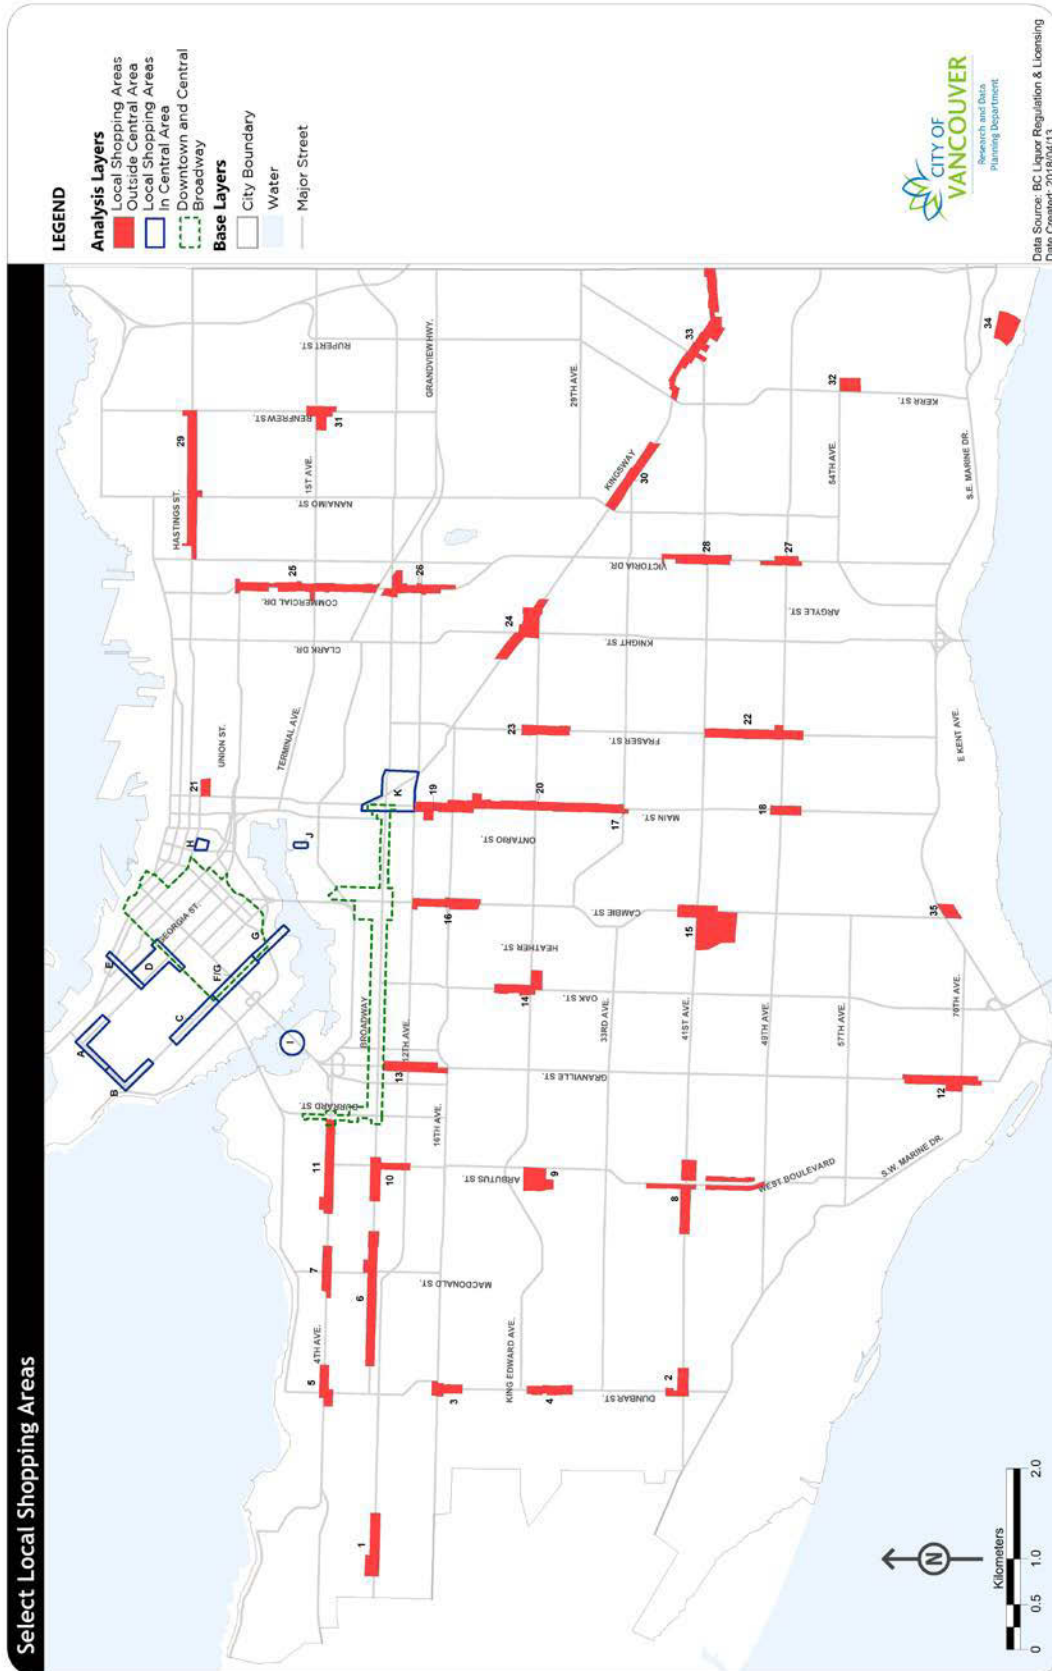 Select Local Shopping Areas
LEGEND
Analysis Layers
Local Shopping Areas
Outside Central Area
Local Shopping Areas
In Central Area
Downtown and Central
Broadway
Base Layers
City Boundary
Water
Major Street
A
B
C
D
E
F/G
G
H
I
J
K
GEORGIA ST.
UNION ST.
TERMINAL AVE.
HASTINGS ST.
1ST AVE.
RENFREW ST.
RUPERT ST.
NANAIMO ST.
COMMERCIAL DR.
CLARK DR.
GRANDVIEW HWY.
4TH AVE.
BURRARD ST.
BROADWAY
12TH AVE.
16TH AVE.
MACDONALD ST.
ARBUTUS ST.
ONTARIO ST.
CAMBIE ST.
HEATHER ST.
OAK ST.
GRANVILLE ST.
KING EDWARD AVE.
DUNBAR ST.
29TH AVE.
33RD AVE.
41ST AVE.
49TH AVE.
54TH AVE.
57TH AVE.
70TH AVE.
KINGSWAY
VICTORIA DR.
KNIGHT ST.
FRASER ST.
MAIN ST.
ARGYLE ST.
KERR ST.
WEST BOULEVARD
S.W. MARINE DR.
S.E. MARINE DR.
E KENT AVE.
1
2
3
4
5
6
7
8
9
10
11
12
13
14
15
16
17
18
19
20
21
22
23
24
25
26
27
28
29
30
31
32
33
34
35
N
Kilometers
0 0.5 1.0 2.0
CITY OF
VANCOUVER
Research and Data
Planning Department
Data Source: BC Liquor Regulation & Licensing
Date Created: 2018/04/13